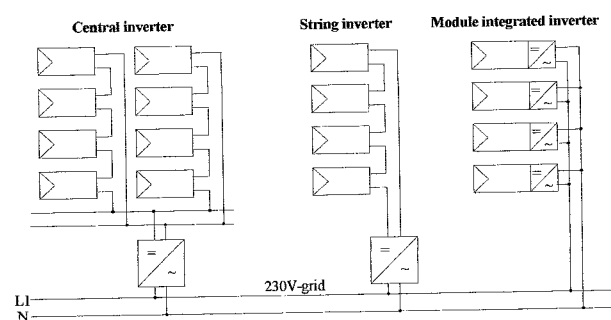 Central inverter
String inverter
Module integrated inverter
=
~
=
~
=
~
=
~
=
~
=
~
230V-grid
L1
N